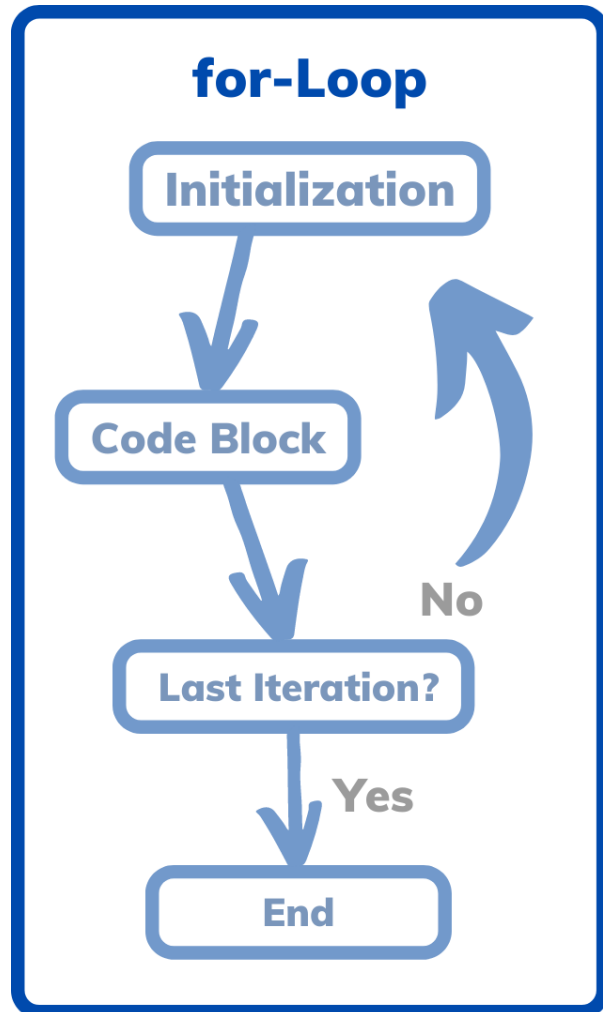 for-Loop
Initialization
Code Block
No
Last Iteration?
Yes
End